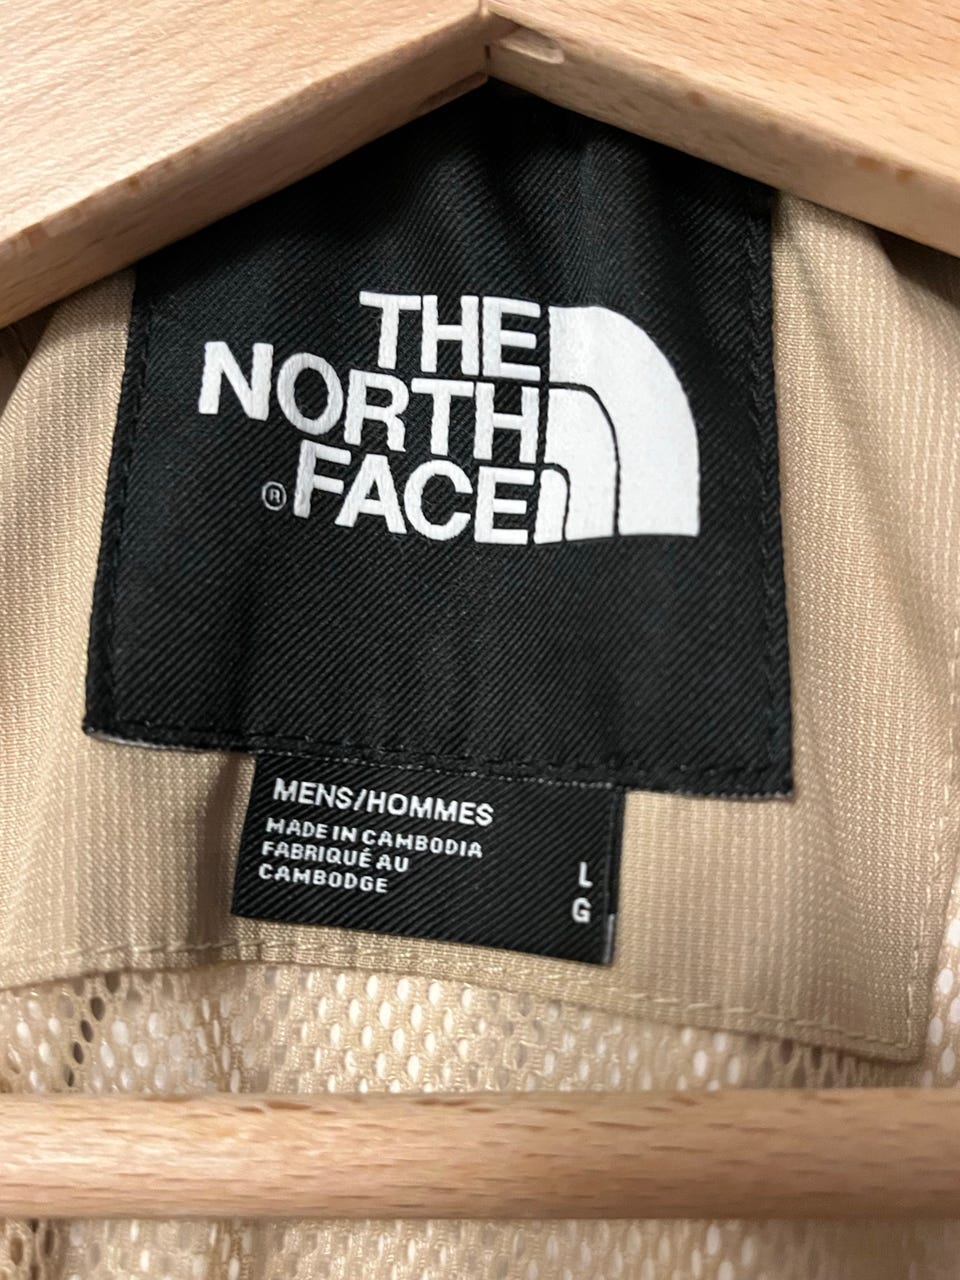 THE
NORTH
FACE
®
MENS/HOMMES
MADE IN CAMBODIA
FABRIQUÉ AU
CAMBODGE
L
G